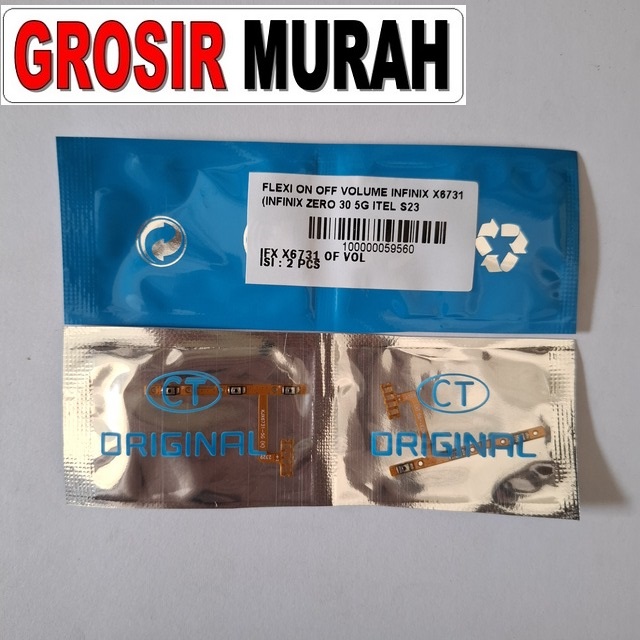 GROSIR MURAH
FLEXI ON OFF VOLUME INFINIX X6731
(INFINIX ZERO 30 5G ITEL S23
100000059560
IFX X6731 OF VOL
ISI : 2 PCS
CT
ORIGINAL
CT
ORIGINAL